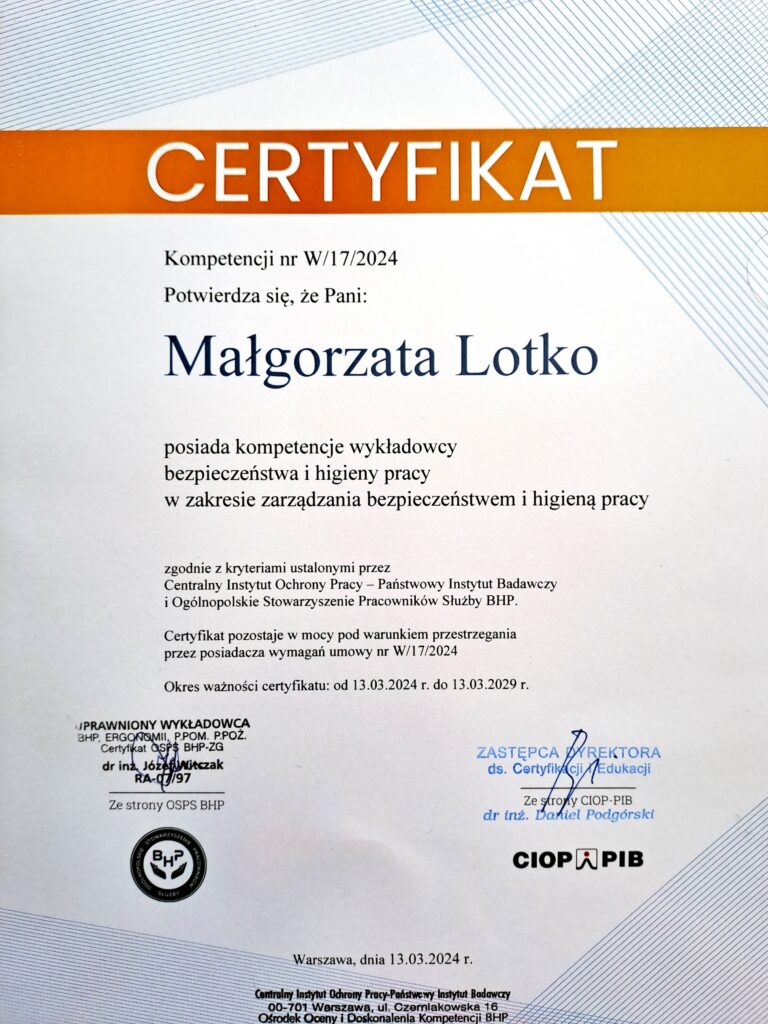 CERTYFIKAT
Kompetencji nr W/17/2024
Potwierdza się, że Pani:
Małgorzata Lotko
posiada kompetencje wykładowcy
bezpieczeństwa i higieny pracy
w zakresie zarządzania bezpieczeństwem i higieną pracy
zgodnie z kryteriami ustalonymi przez
Centralny Instytut Ochrony Pracy – Państwowy Instytut Badawczy
i Ogólnopolskie Stowarzyszenie Pracowników Służby BHP.
Certyfikat pozostaje w mocy pod warunkiem przestrzegania
przez posiadacza wymagań umowy nr W/17/2024
Okres ważności certyfikatu: od 13.03.2024 r. do 13.03.2029 r.
UPRAWNIONY WYKŁADOWCA
BHP, ERGONOMII, P.POM. P.POŻ.
Certyfikat OSPS BHP-ZG
dr inż. Józef Witczak
RA-07/97
Ze strony OSPS BHP
OGÓLNOPOLSKIE STOWARZYSZENIE PRACOWNIKÓW SŁUŻBY
BHP
ZASTĘPCA DYREKTORA
ds. Certyfikacji i Edukacji
Ze strony CIOP-PIB
dr inż. Daniel Podgórski
CIOP PIB
Warszawa, dnia 13.03.2024 r.
Centralny Instytut Ochrony Pracy-Państwowy Instytut Badawczy
00-701 Warszawa, ul. Czerniakowska 16
Ośrodek Oceny i Doskonalenia Kompetencji BHP